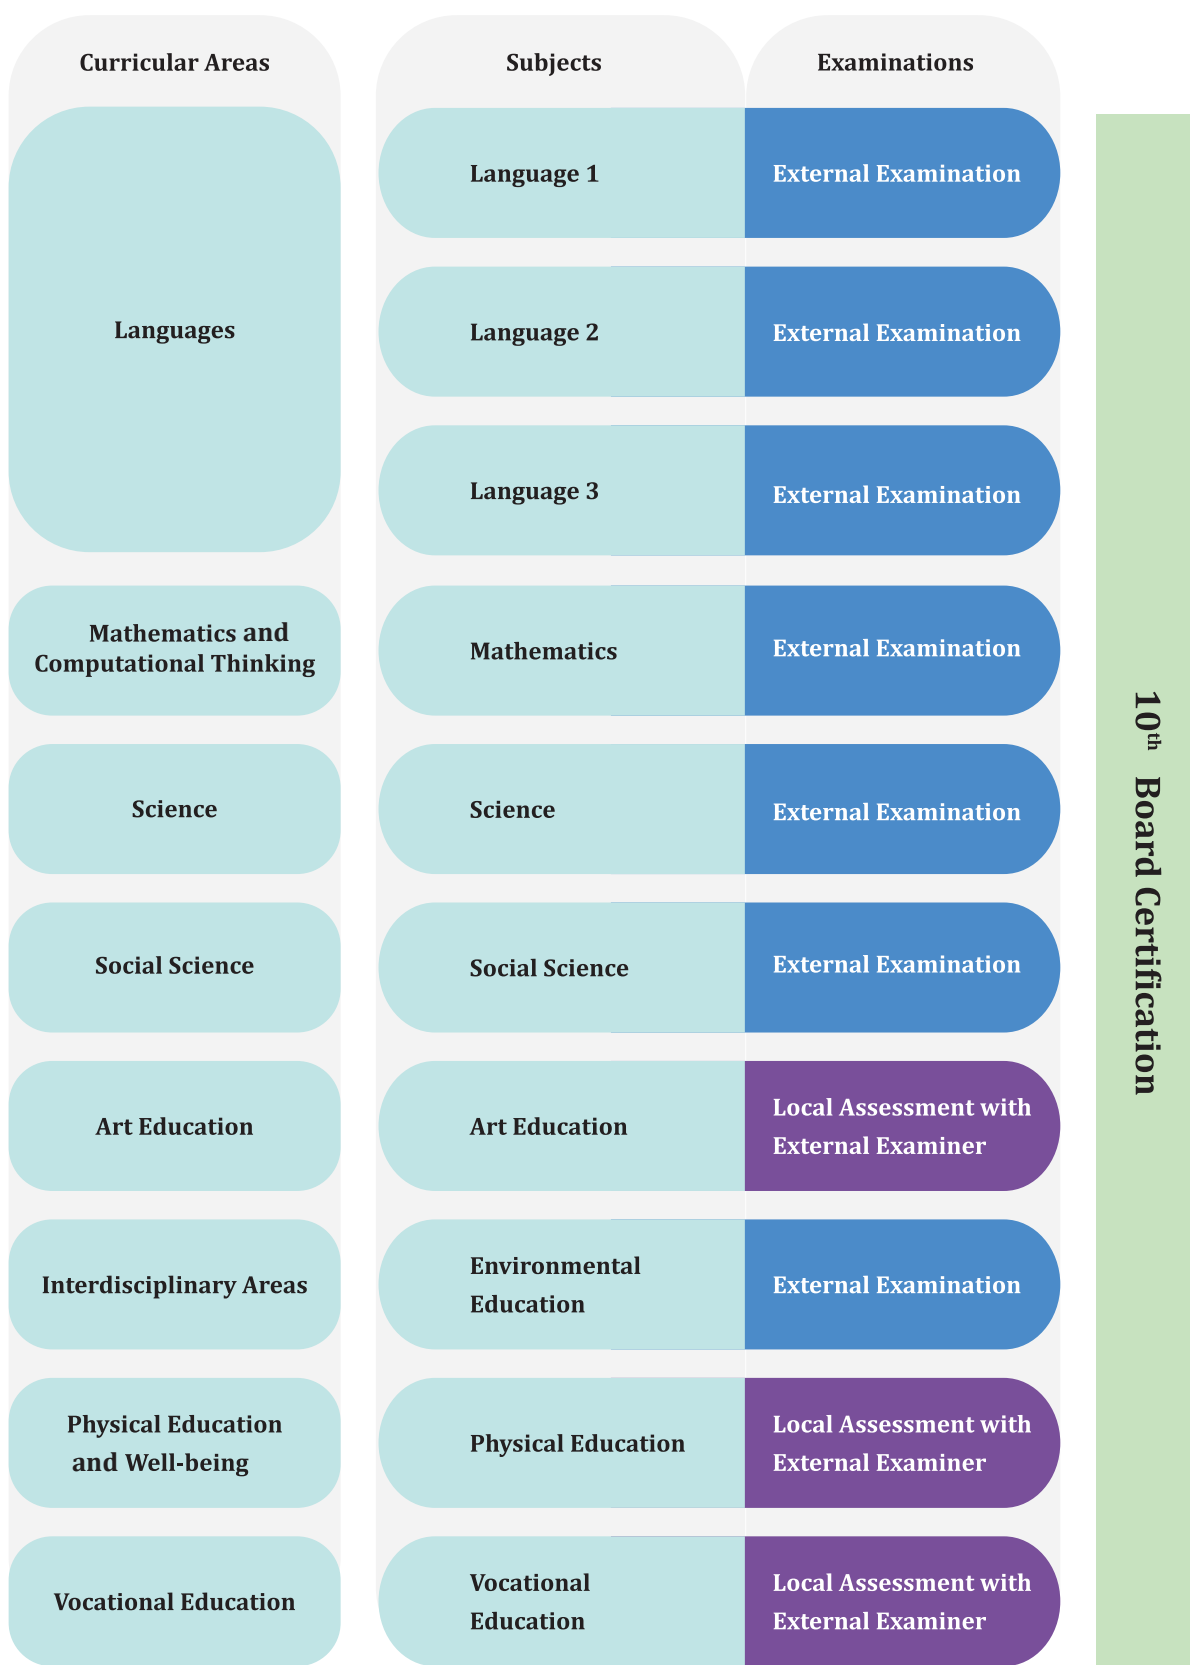 Curricular Areas
Subjects
Examinations
Languages
Language 1
External Examination
Language 2
External Examination
Language 3
External Examination
Mathematics and
Computational Thinking
Mathematics
External Examination
Science
Science
External Examination
Social Science
Social Science
External Examination
Art Education
Art Education
Local Assessment with
External Examiner
Interdisciplinary Areas
Environmental
Education
External Examination
Physical Education
and Well-being
Physical Education
Local Assessment with
External Examiner
Vocational Education
Vocational
Education
Local Assessment with
External Examiner
10th Board Certification